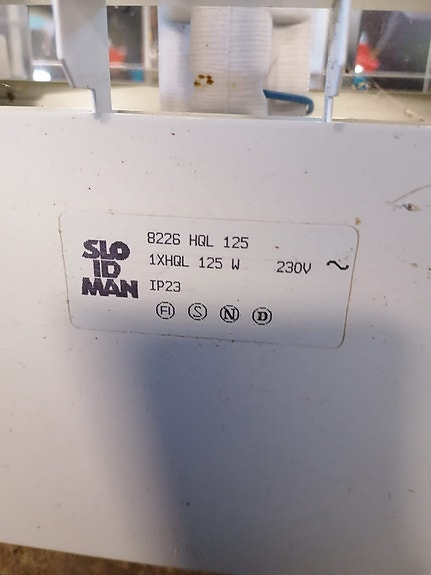 SLO
ID
MAN
8226 HQL 125
1XHQL 125 W 230V ~
IP23
FI S N D